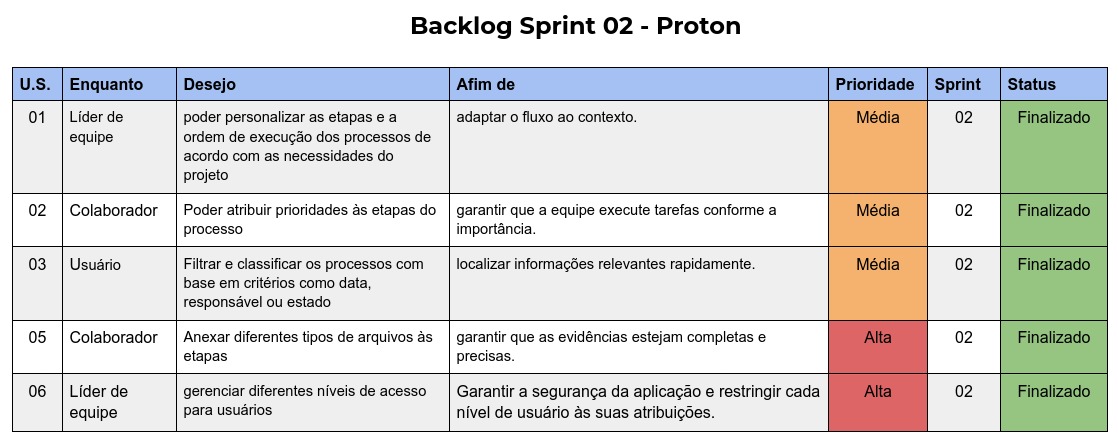 Backlog Sprint 02 - Proton
U.S. Enquanto Desejo Afim de Prioridade Sprint Status
01 Líder de equipe poder personalizar as etapas e a ordem de execução dos processos de acordo com as necessidades do projeto adaptar o fluxo ao contexto. Média 02 Finalizado
02 Colaborador Poder atribuir prioridades às etapas do processo garantir que a equipe execute tarefas conforme a importância. Média 02 Finalizado
03 Usuário Filtrar e classificar os processos com base em critérios como data, responsável ou estado localizar informações relevantes rapidamente. Média 02 Finalizado
05 Colaborador Anexar diferentes tipos de arquivos às etapas garantir que as evidências estejam completas e precisas. Alta 02 Finalizado
06 Líder de equipe gerenciar diferentes níveis de acesso para usuários Garantir a segurança da aplicação e restringir cada nível de usuário às suas atribuições. Alta 02 Finalizado